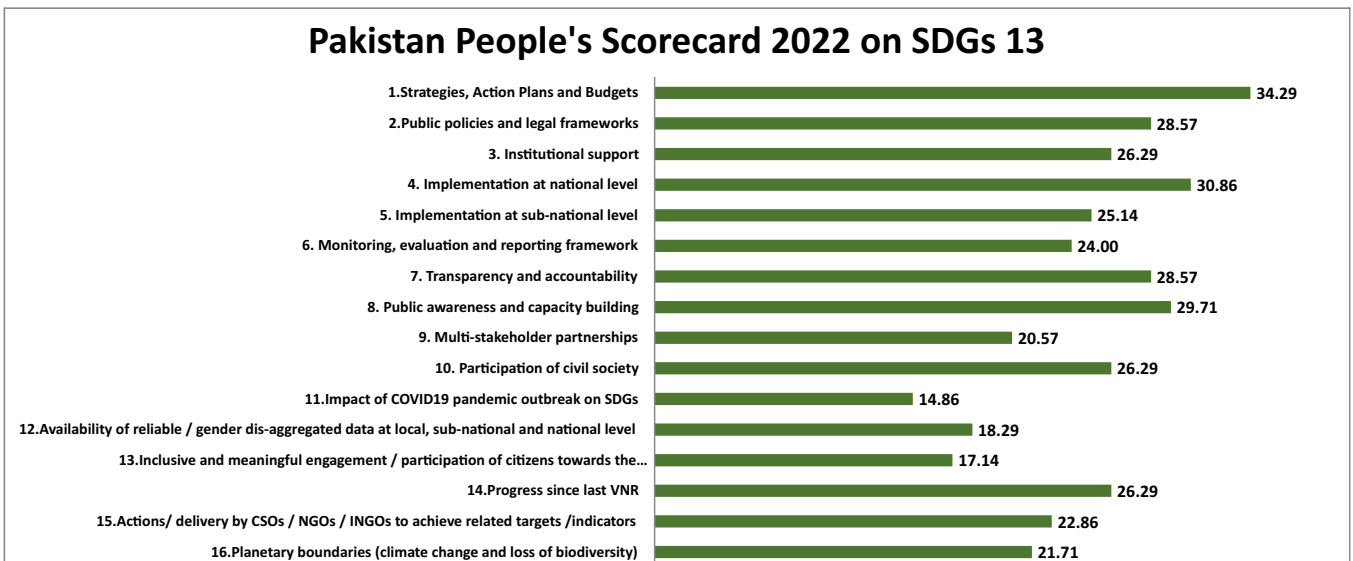 Pakistan People's Scorecard 2022 on SDGs 13
1.Strategies, Action Plans and Budgets 34.29
2.Public policies and legal frameworks 28.57
3. Institutional support 26.29
4. Implementation at national level 30.86
5. Implementation at sub-national level 25.14
6. Monitoring, evaluation and reporting framework 24.00
7. Transparency and accountability 28.57
8. Public awareness and capacity building 29.71
9. Multi-stakeholder partnerships 20.57
10. Participation of civil society 26.29
11.Impact of COVID19 pandemic outbreak on SDGs 14.86
12.Availability of reliable / gender dis-aggregated data at local, sub-national and national level 18.29
13.Inclusive and meaningful engagement / participation of citizens towards the… 17.14
14.Progress since last VNR 26.29
15.Actions/ delivery by CSOs / NGOs / INGOs to achieve related targets /indicators 22.86
16.Planetary boundaries (climate change and loss of biodiversity) 21.71